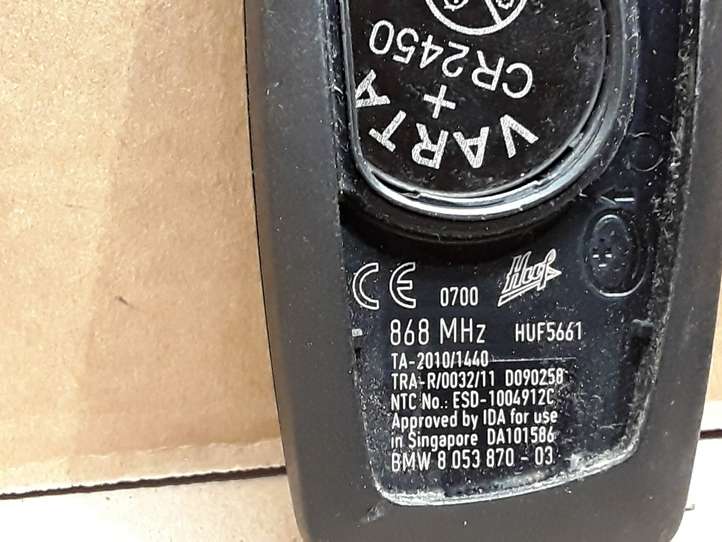 CR2450
+
VARTA
CE 0700 Huf
868 MHz HUF5661
TA-2010/1440
TRA-R/0032/11 D090258
NTC No.: ESD-1004912C
Approved by IDA for use
in Singapore DA101586
BMW 8 053 870 - 03